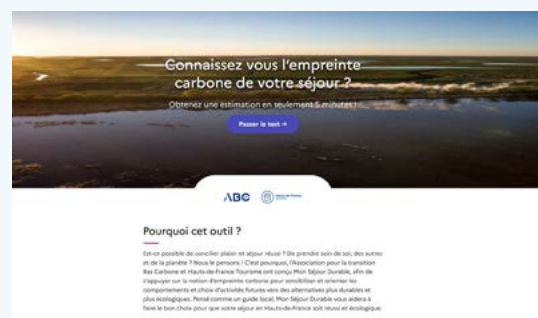 Connaissez vous l'empreinte
carbone de votre séjour ?
Obtenez une estimation en seulement 5 minutes !
Passer le test →
ABC
Hauts-de-France
Pourquoi cet outil ?
Est-ce possible de concilier plaisir et séjour réussi ? De prendre soin de soi, des autres
et de la planète ? Nous le pensons ! C'est pourquoi, l'Association pour la transition
Bas Carbone et Hauts-de-France Tourisme ont conçu Mon Séjour Durable, afin de
s'appuyer sur la notion d'empreinte carbone pour sensibiliser et orienter les
comportements et choix d'activités futures vers des alternatives plus durables et
plus écologiques. Pensé comme un guide local, Mon Séjour Durable vous aidera à
faire le bon choix pour que votre séjour en Hauts-de-France soit réussi et écologique.